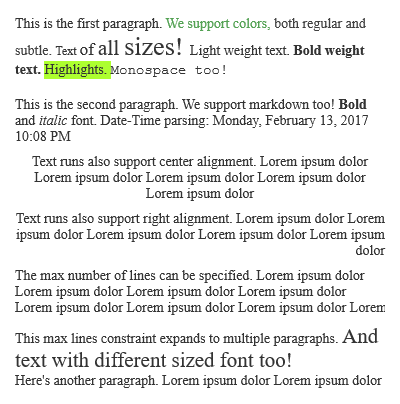 This is the first paragraph. We support colors, both regular and
subtle. Text of all sizes! Light weight text. Bold weight
text. Highlights. Monospace too!
This is the second paragraph. We support markdown too! Bold
and italic font. Date-Time parsing: Monday, February 13, 2017
10:08 PM
Text runs also support center alignment. Lorem ipsum dolor
Lorem ipsum dolor Lorem ipsum dolor Lorem ipsum dolor
Lorem ipsum dolor
Text runs also support right alignment. Lorem ipsum dolor Lorem
ipsum dolor Lorem ipsum dolor Lorem ipsum dolor Lorem ipsum
dolor
The max number of lines can be specified. Lorem ipsum dolor
Lorem ipsum dolor Lorem ipsum dolor Lorem ipsum dolor
Lorem ipsum dolor Lorem ipsum dolor Lorem ipsum dolor Lorem
This max lines constraint expands to multiple paragraphs. And
text with different sized font too!
Here's another paragraph. Lorem ipsum dolor Lorem ipsum dolor